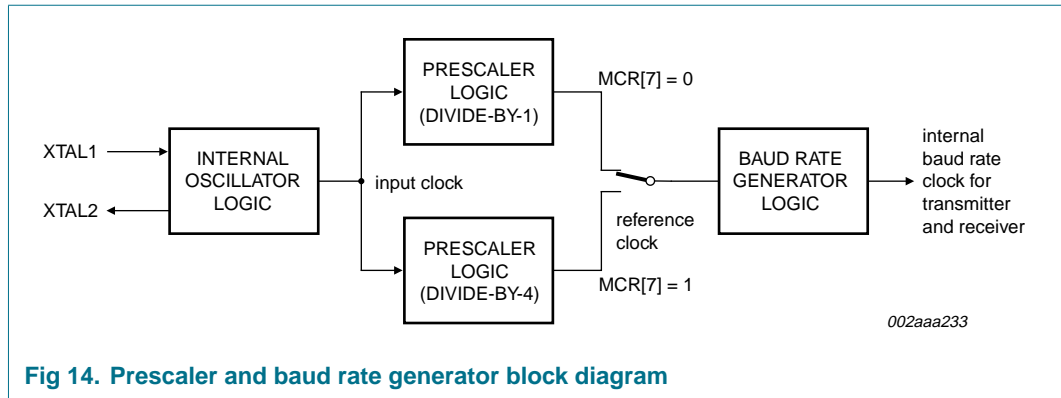 PRESCALER
LOGIC
(DIVIDE-BY-1)
MCR[7] = 0
XTAL1
XTAL2
INTERNAL
OSCILLATOR
LOGIC
input clock
reference
clock
BAUD RATE
GENERATOR
LOGIC
internal
baud rate
clock for
transmitter
and receiver
PRESCALER
LOGIC
(DIVIDE-BY-4)
MCR[7] = 1
002aaa233
Fig 14. Prescaler and baud rate generator block diagram